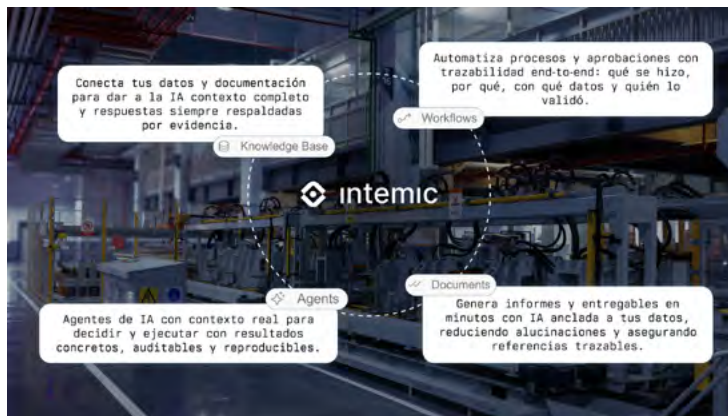 Conecta tus datos y documentación
para dar a la IA contexto completo
y respuestas siempre respaldadas
por evidencia.
Knowledge Base
Automatiza procesos y aprobaciones con
trazabilidad end-to-end: qué se hizo,
por qué, con qué datos y quién lo
validó.
Workflows
intemic
Agents
Agentes de IA con contexto real para
decidir y ejecutar con resultados
concretos, auditables y reproducibles.
Documents
Genera informes y entregables en
minutos con IA anclada a tus datos,
reduciendo alucinaciones y asegurando
referencias trazables.